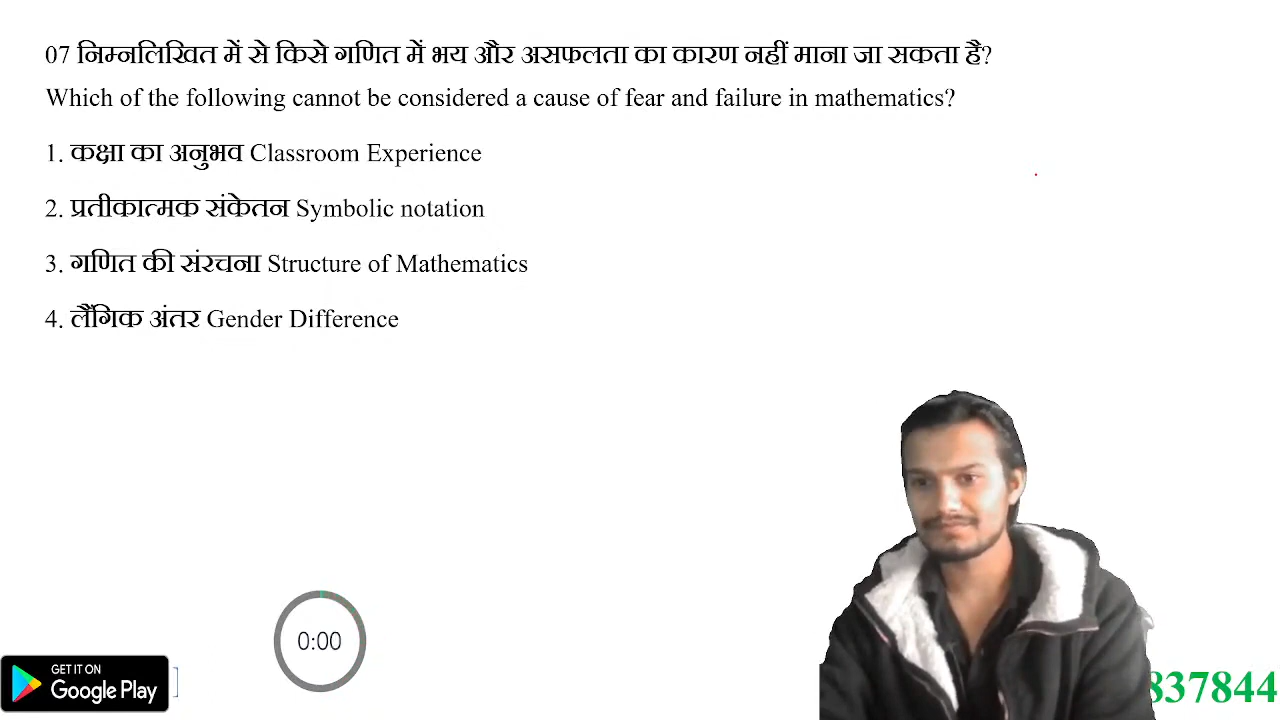 07 निम्नलिखित में से किसे गणित में भय और असफलता का कारण नहीं माना जा सकता है?
Which of the following cannot be considered a cause of fear and failure in mathematics?
1. कक्षा का अनुभव Classroom Experience
2. प्रतीकात्मक संकेतन Symbolic notation
3. गणित की संरचना Structure of Mathematics
4. लैंगिक अंतर Gender Difference
0:00
GET IT ON
Google Play
837844